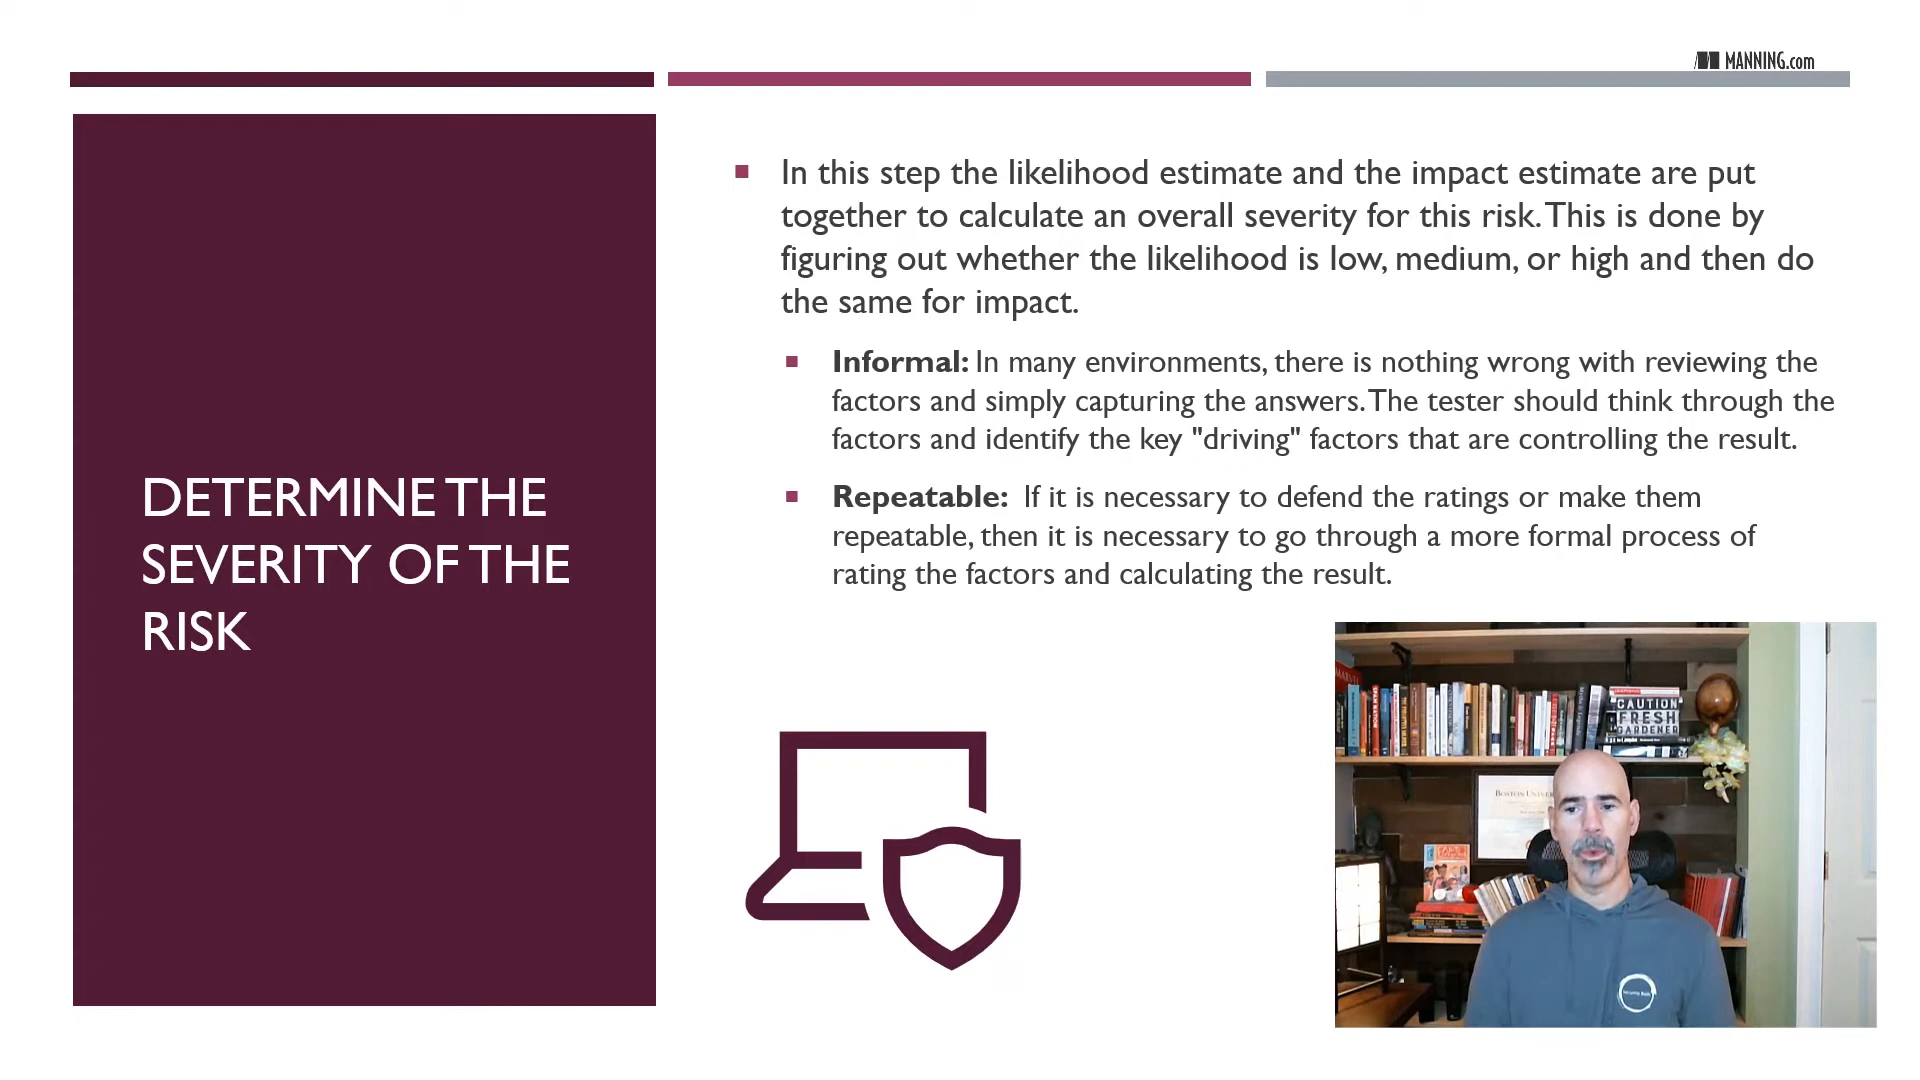 MANNING.com
DETERMINE THE
SEVERITY OF THE
RISK
In this step the likelihood estimate and the impact estimate are put
together to calculate an overall severity for this risk. This is done by
figuring out whether the likelihood is low, medium, or high and then do
the same for impact.
Informal: In many environments, there is nothing wrong with reviewing the
factors and simply capturing the answers. The tester should think through the
factors and identify the key "driving" factors that are controlling the result.
Repeatable: If it is necessary to defend the ratings or make them
repeatable, then it is necessary to go through a more formal process of
rating the factors and calculating the result.
CAUTION
FRESH
GARDENER